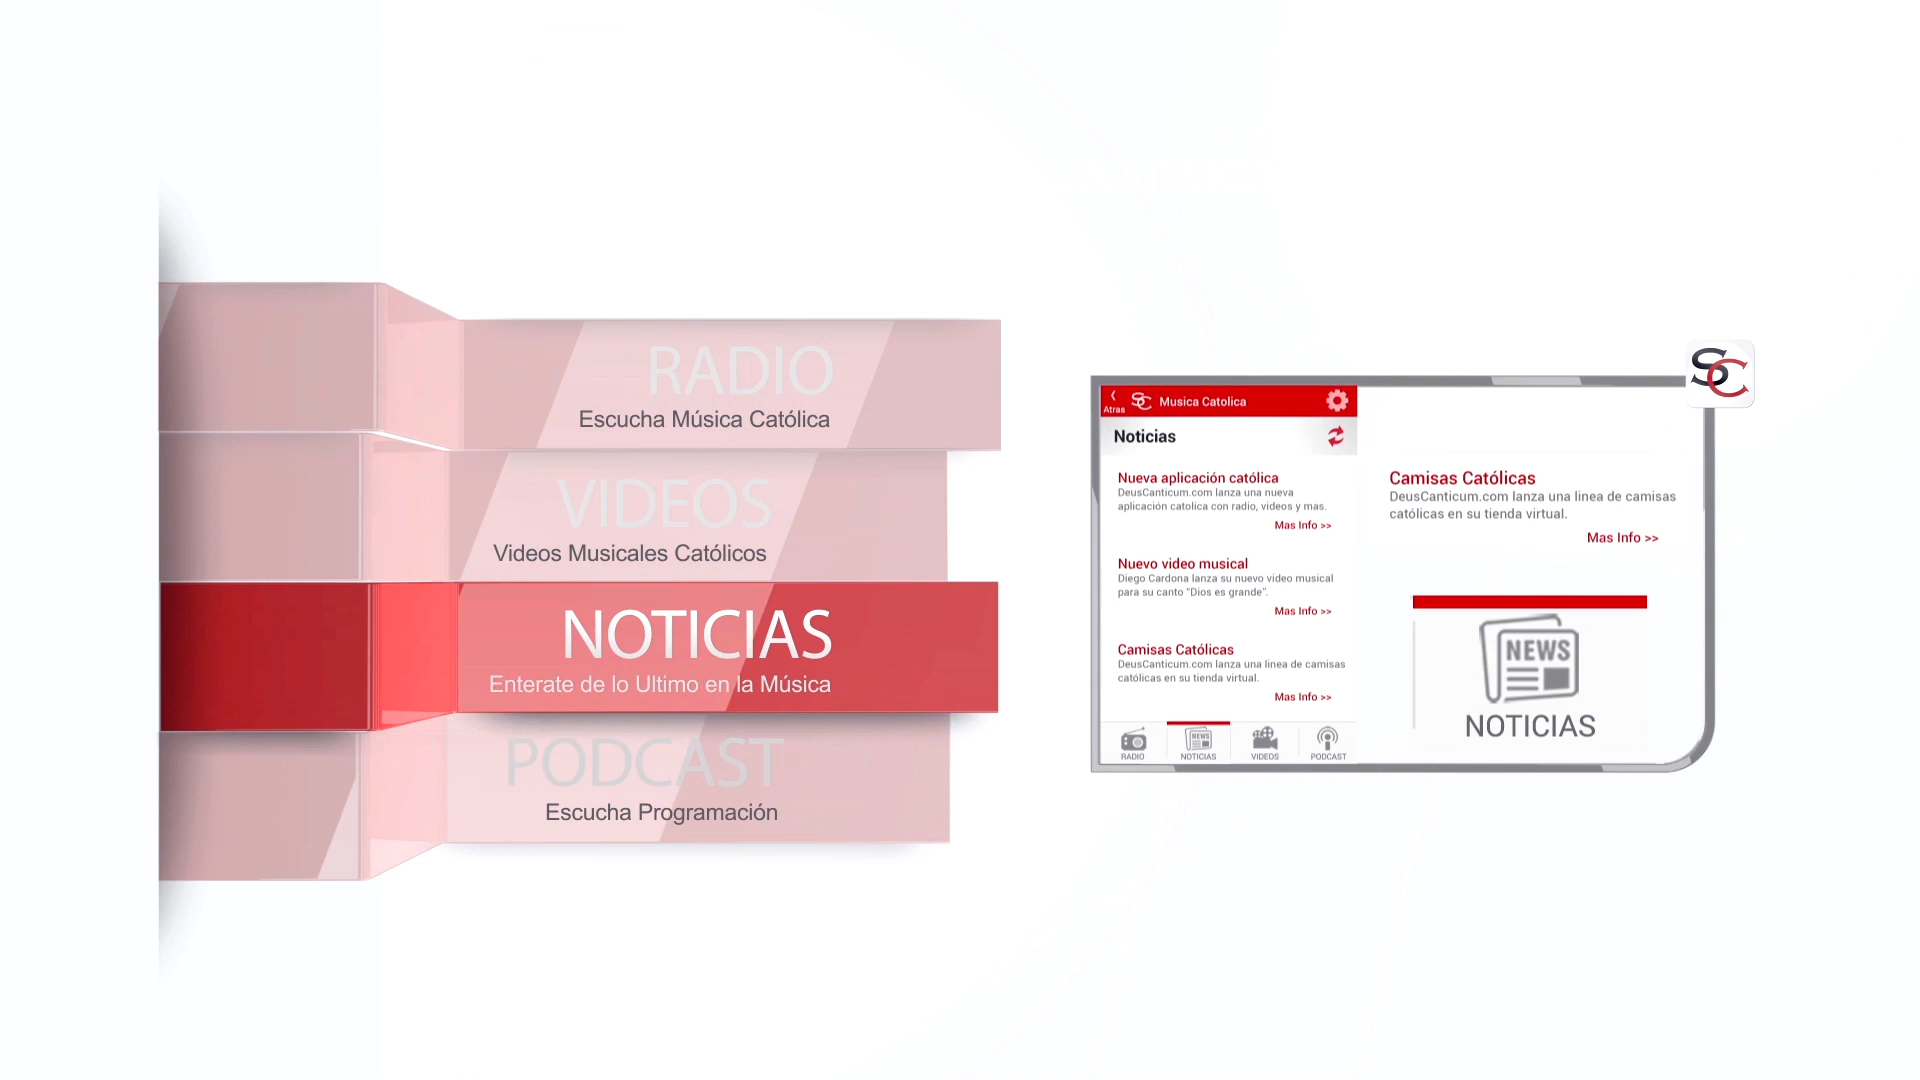 RADIO
Escucha Música Católica
VIDEOS
Videos Musicales Católicos
NOTICIAS
Enterate de lo Ultimo en la Música
PODCAST
Escucha Programación
SC
Atras
SC
Musica Catolica
Noticias
Nueva aplicación católica
DeusCanticum.com lanza una nueva
aplicación catolica con radio, videos y mas.
Mas Info >>
Nuevo video musical
Diego Cardona lanza su nuevo video musical
para su canto "Dios es grande".
Mas Info >>
Camisas Católicas
DeusCanticum.com lanza una linea de camisas
católicas en su tienda virtual.
Mas Info >>
RADIO
NEWS
NOTICIAS
VIDEOS
PODCAST
Camisas Católicas
DeusCanticum.com lanza una linea de camisas
católicas en su tienda virtual.
Mas Info >>
NEWS
NOTICIAS